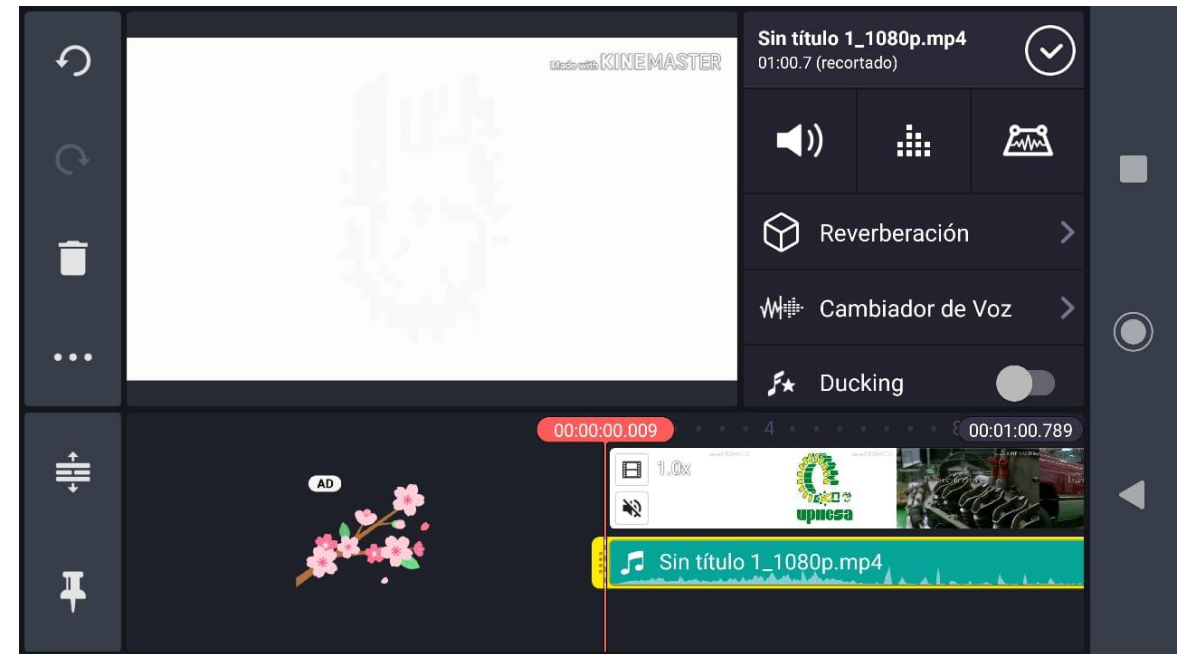 Made with KINEMASTER
Sin título 1_1080p.mp4
01:00.7 (recortado)
Reverberación
Cambiador de Voz
Ducking
00:00:00.009
4
8
00:01:00.789
AD
1.0x
upiicsa
Sin título 1_1080p.mp4